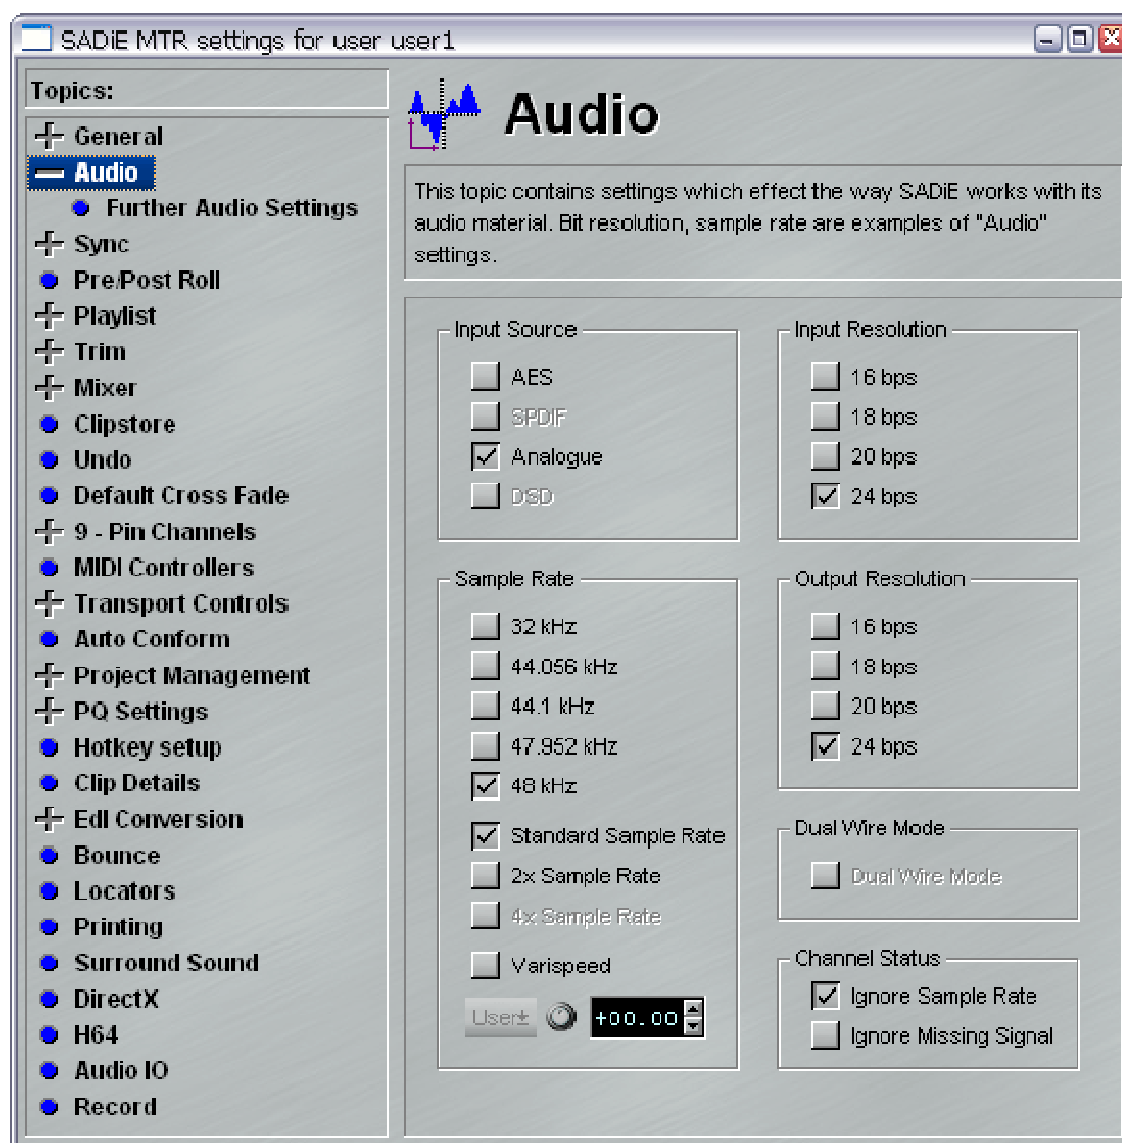 SADiE MTR settings for user user1
Topics:
General
Audio
Further Audio Settings
Sync
Pre/Post Roll
Playlist
Trim
Mixer
Clipstore
Undo
Default Cross Fade
9 - Pin Channels
MIDI Controllers
Transport Controls
Auto Conform
Project Management
PQ Settings
Hotkey setup
Clip Details
Edl Conversion
Bounce
Locators
Printing
Surround Sound
DirectX
H64
Audio IO
Record
Audio
This topic contains settings which effect the way SADiE works with its
audio material. Bit resolution, sample rate are examples of "Audio"
settings.
Input Source
AES
SPDIF
Analogue
DSD
Input Resolution
16 bps
18 bps
20 bps
24 bps
Sample Rate
32 kHz
44.056 kHz
44.1 kHz
47.952 kHz
48 kHz
Standard Sample Rate
2x Sample Rate
4x Sample Rate
Varispeed
User±
+00.00
Output Resolution
16 bps
18 bps
20 bps
24 bps
Dual Wire Mode
Dual Wire Mode
Channel Status
Ignore Sample Rate
Ignore Missing Signal